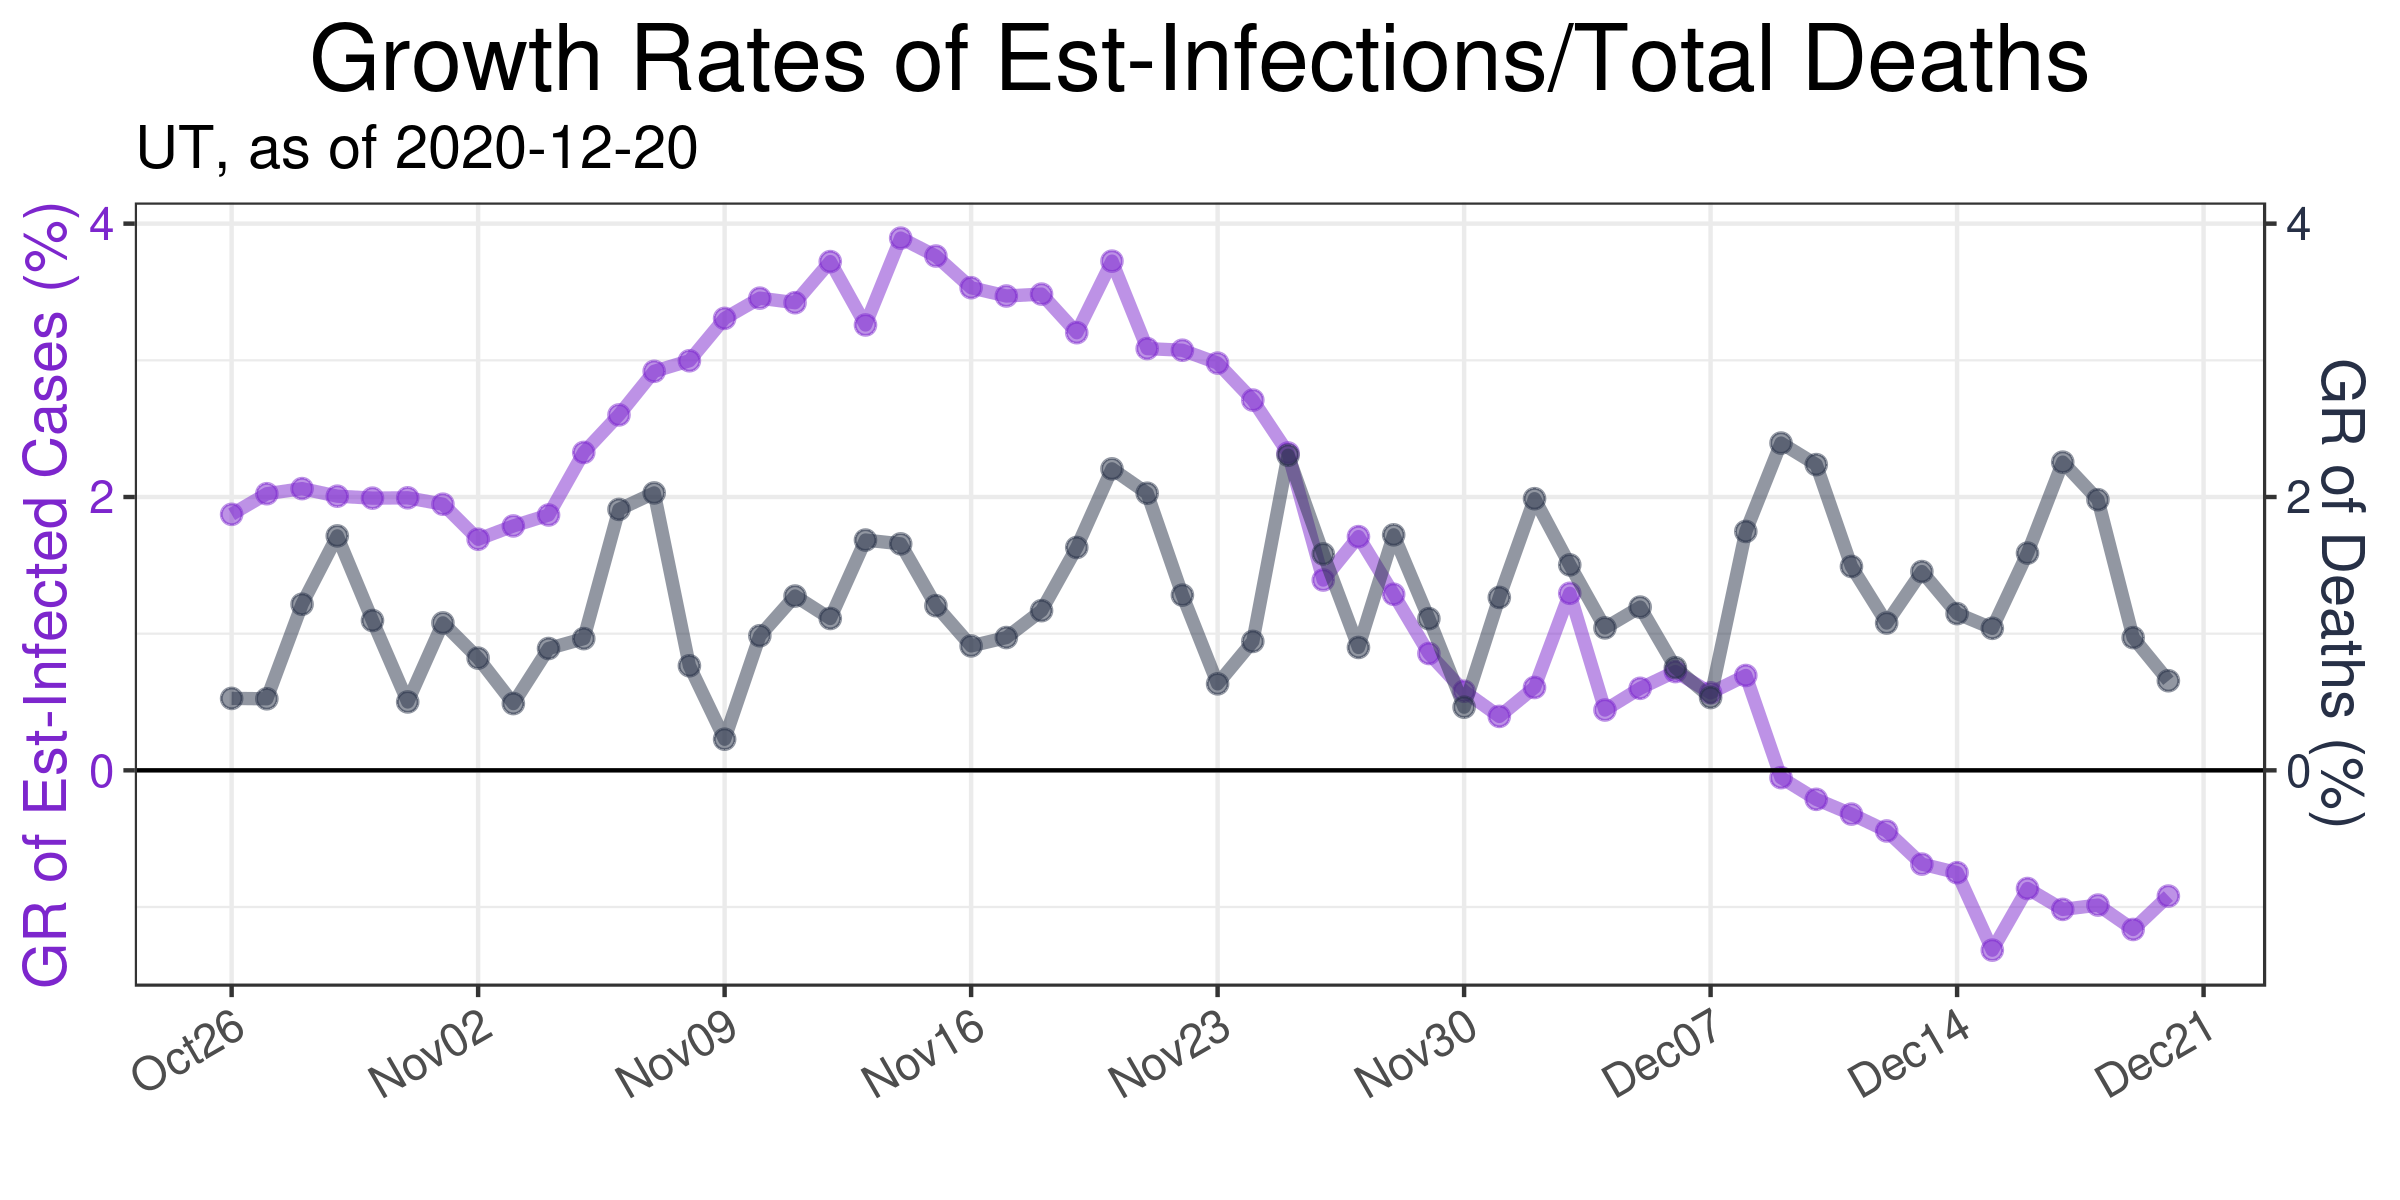 Growth Rates of Est-Infections/Total Deaths
UT, as of 2020-12-20
GR of Est-Infected Cases (%)
4
2
0
4
2
0
GR of Deaths (%)
Oct26
Nov02
Nov09
Nov16
Nov23
Nov30
Dec07
Dec14
Dec21